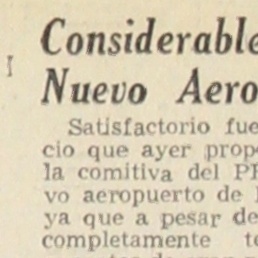 Considerable
Nuevo Aero
Satisfactorio fue
cio que ayer prop
la comitiva del P
vo aeropuerto de
ya que a pesar de
completamente te